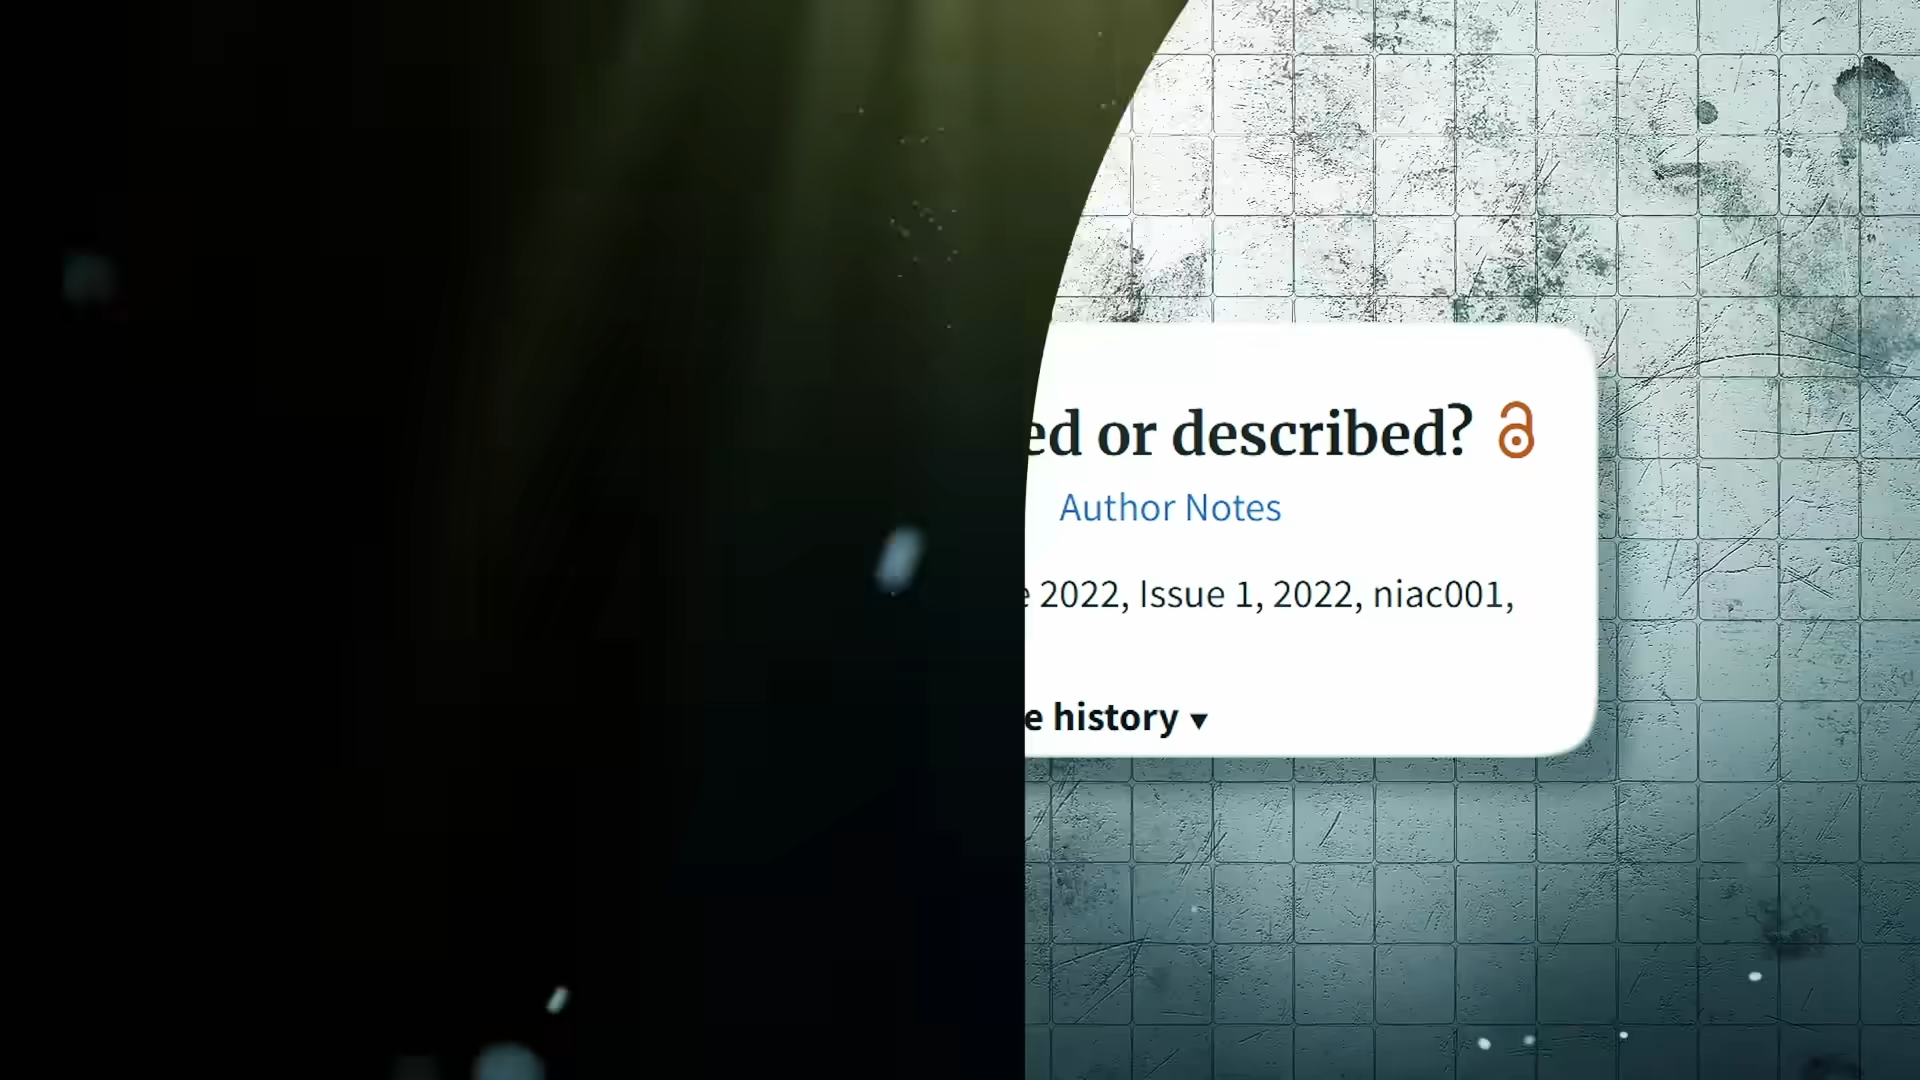 ed or described?
Author Notes
2022, Issue 1, 2022, niac001,
history ▼